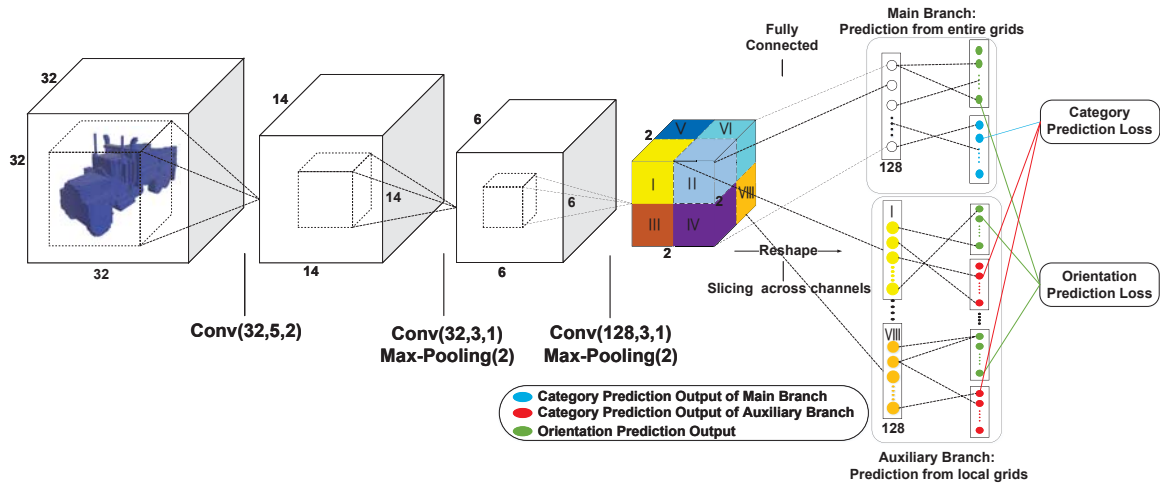 Main Branch:
Prediction from entire grids
Fully
Connected
32
32
32
14
14
14
6
6
6
2
2
2
V
VI
I
II
III
IV
VIII
128
Category
Prediction Loss
Reshape
Slicing across channels
I
VIII
128
Orientation
Prediction Loss
Conv(32,5,2)
Conv(32,3,1)
Max-Pooling(2)
Conv(128,3,1)
Max-Pooling(2)
Category Prediction Output of Main Branch
Category Prediction Output of Auxiliary Branch
Orientation Prediction Output
Auxiliary Branch:
Prediction from local grids